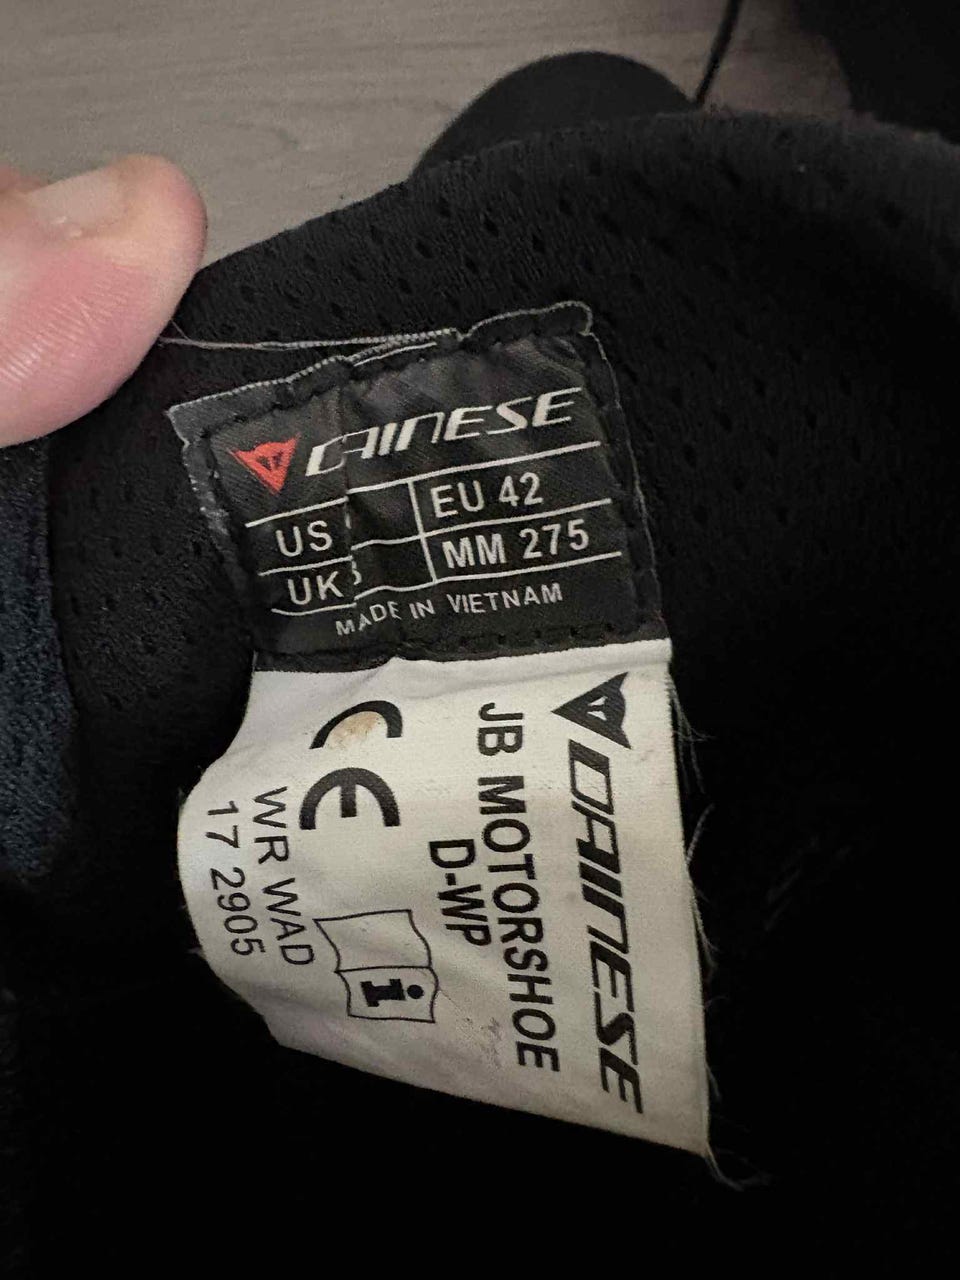 DAINESE
US EU 42
UK MM 275
MADE IN VIETNAM
DAINESE
JB MOTORSHOE
D-WP
CE
i
WR WAD
17 2905